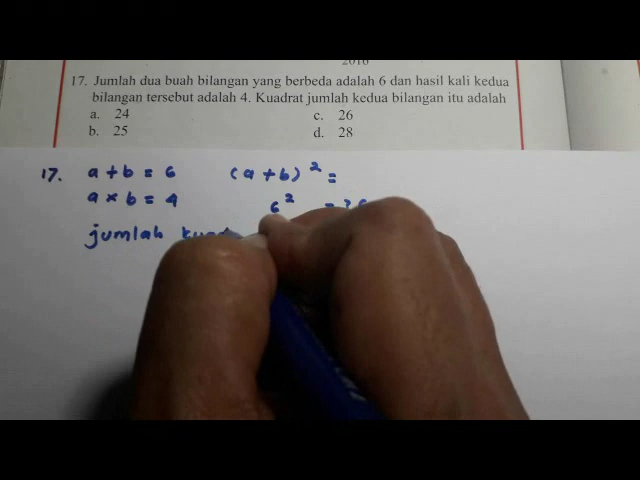 2016
17. Jumlah dua buah bilangan yang berbeda adalah 6 dan hasil kali kedua
bilangan tersebut adalah 4. Kuadrat jumlah kedua bilangan itu adalah
a. 24 c. 26
b. 25 d. 28
17. a + b = 6 (a + b)² =
a × b = 4 6² =
jumlah